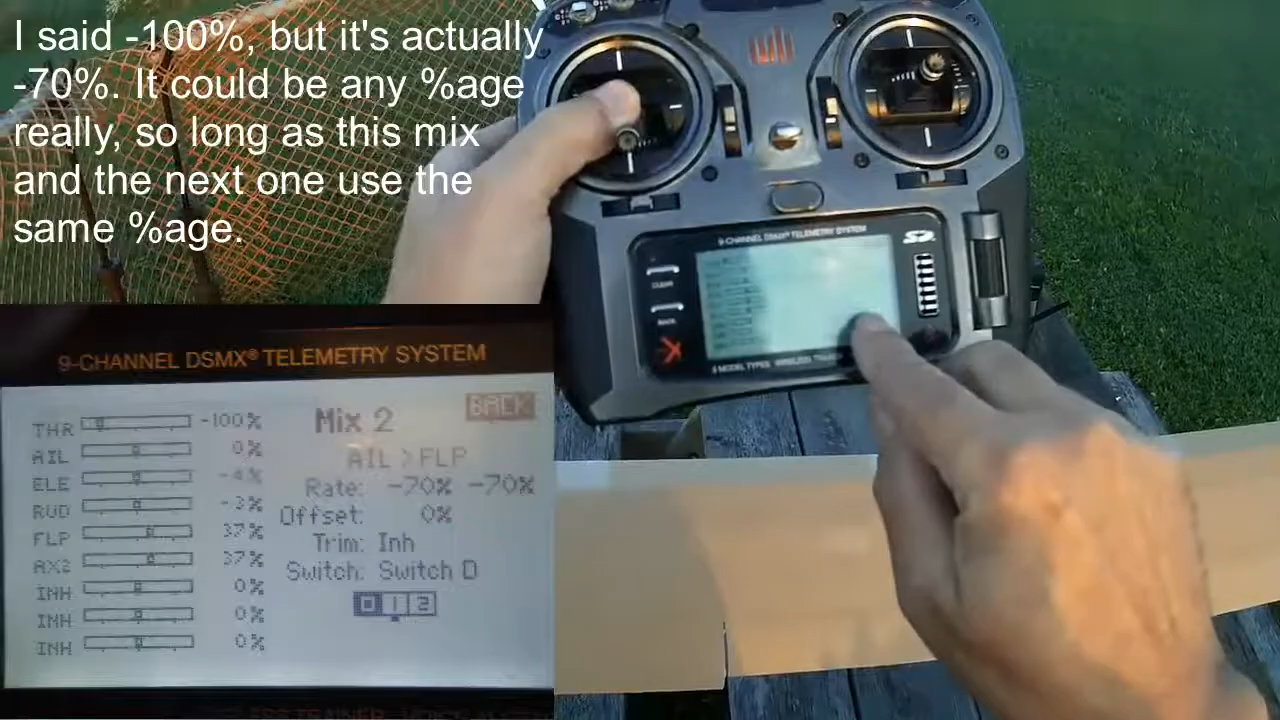 I said -100%, but it's actually
-70%. It could be any %age
really, so long as this mix
and the next one use the
same %age.
9-CHANNEL DSMX® TELEMETRY SYSTEM
CLEAR
BACK
9-CHANNEL DSMX® TELEMETRY SYSTEM
THR -100%
AIL 0%
ELE -4%
RUD -3%
FLP 37%
AX2 37%
INH 0%
INH 0%
INH 0%
Mix 2 BACK
AIL > FLP
Rate: -70% -70%
Offset: 0%
Trim: Inh
Switch: Switch D
0 1 2